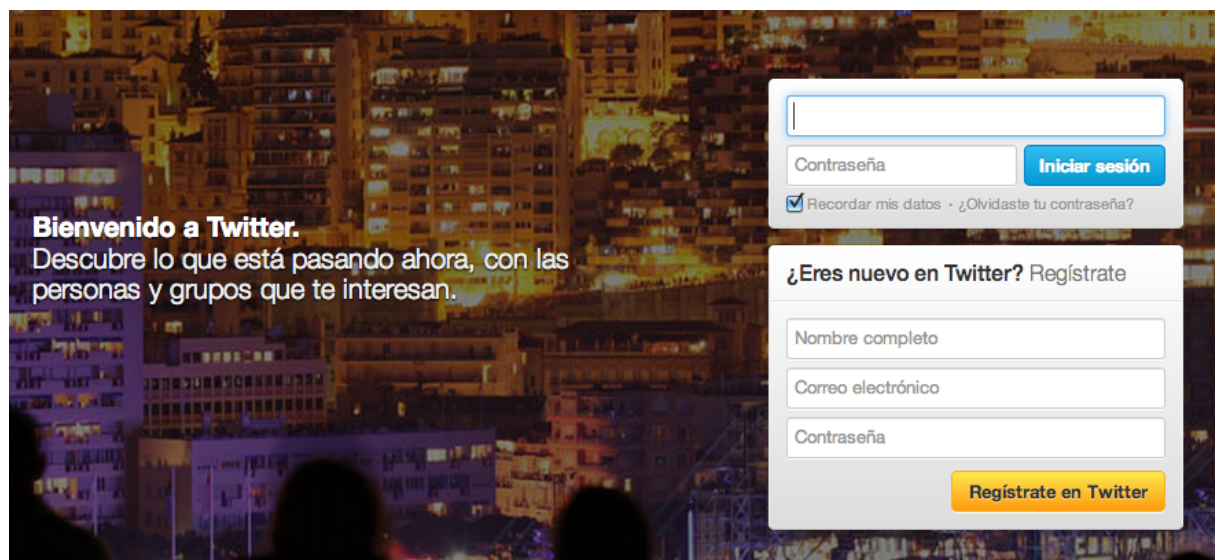 Bienvenido a Twitter.
Descubre lo que está pasando ahora, con las
personas y grupos que te interesan.
Contraseña
Iniciar sesión
Recordar mis datos · ¿Olvidaste tu contraseña?
¿Eres nuevo en Twitter? Regístrate
Nombre completo
Correo electrónico
Contraseña
Regístrate en Twitter